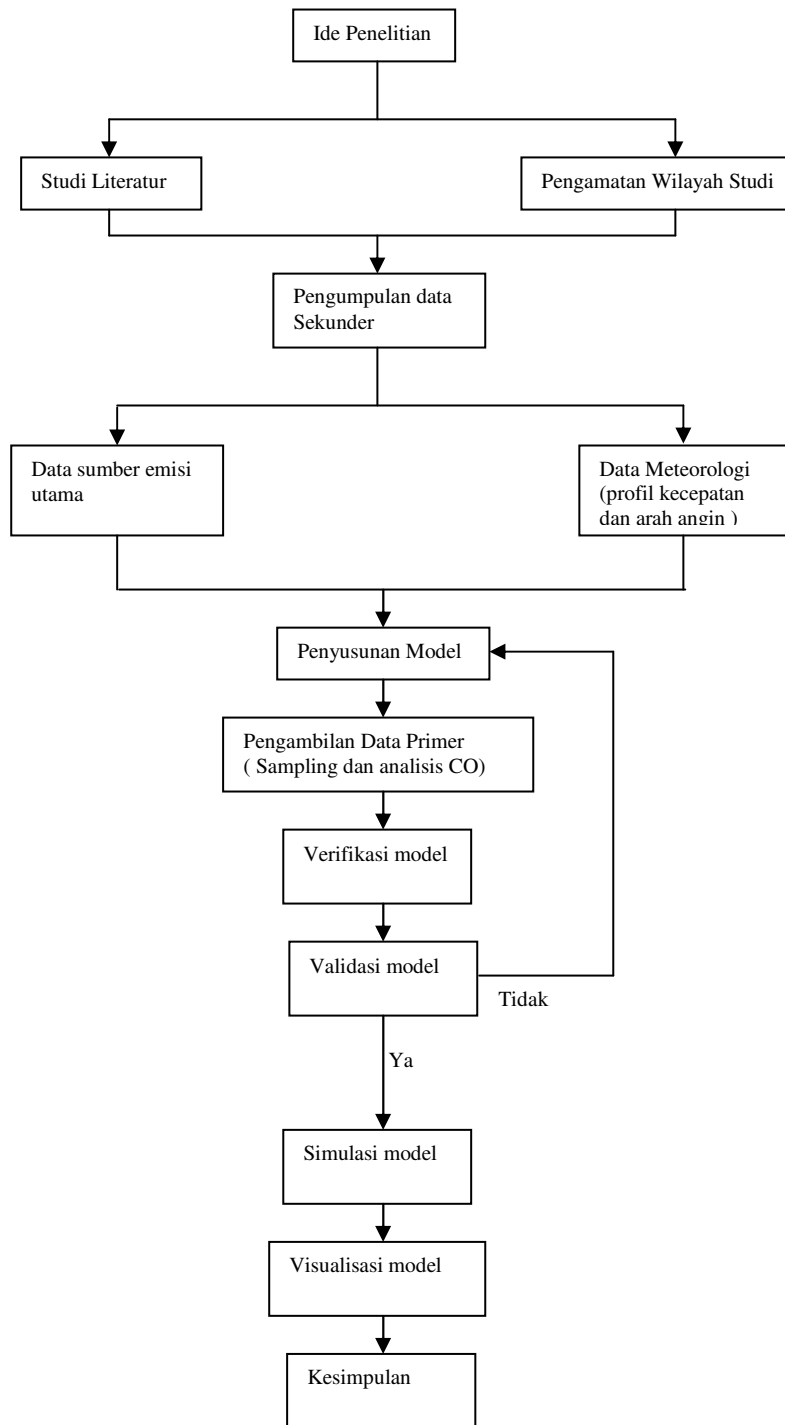 Ide Penelitian
Studi Literatur
Pengamatan Wilayah Studi
Pengumpulan data
Sekunder
Data sumber emisi
utama
Data Meteorologi
(profil kecepatan
dan arah angin )
Penyusunan Model
Pengambilan Data Primer
( Sampling dan analisis CO)
Verifikasi model
Validasi model
Tidak
Ya
Simulasi model
Visualisasi model
Kesimpulan